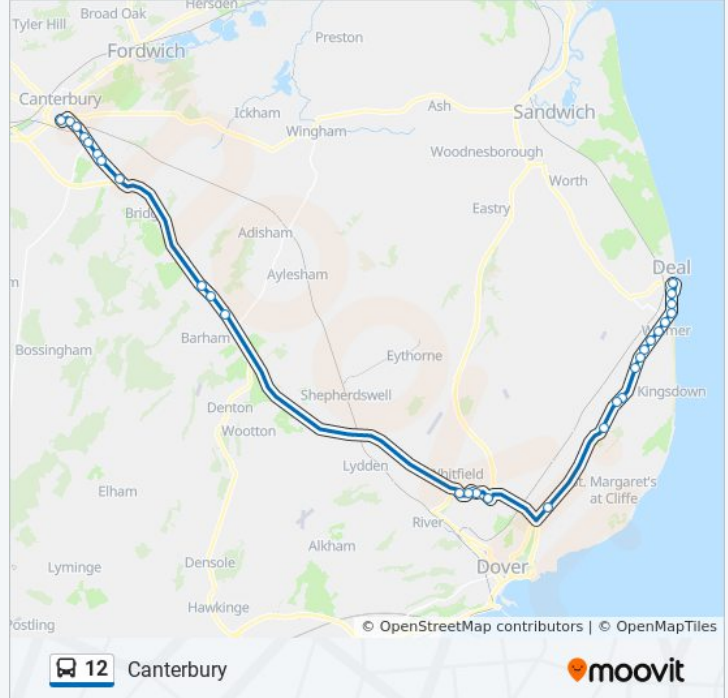 Hersden
Broad Oak
Tyler Hill
Preston
Fordwich
Canterbury
Ash
Sandwich
Ickham
Wingham
Woodnesborough
Worth
Bridge
Eastry
Adisham
Deal
Aylesham
Walmer
Barham
Bossingham
Eythorne
Kingsdown
Shepherdswell
Denton
Wootton
Lydden
Whitfield
St. Margaret's
at Cliffe
Elham
River
Alkham
Densole
Dover
Lyminge
Hawkinge
© OpenStreetMap contributors | © OpenMapTiles
12 Canterbury
moovit